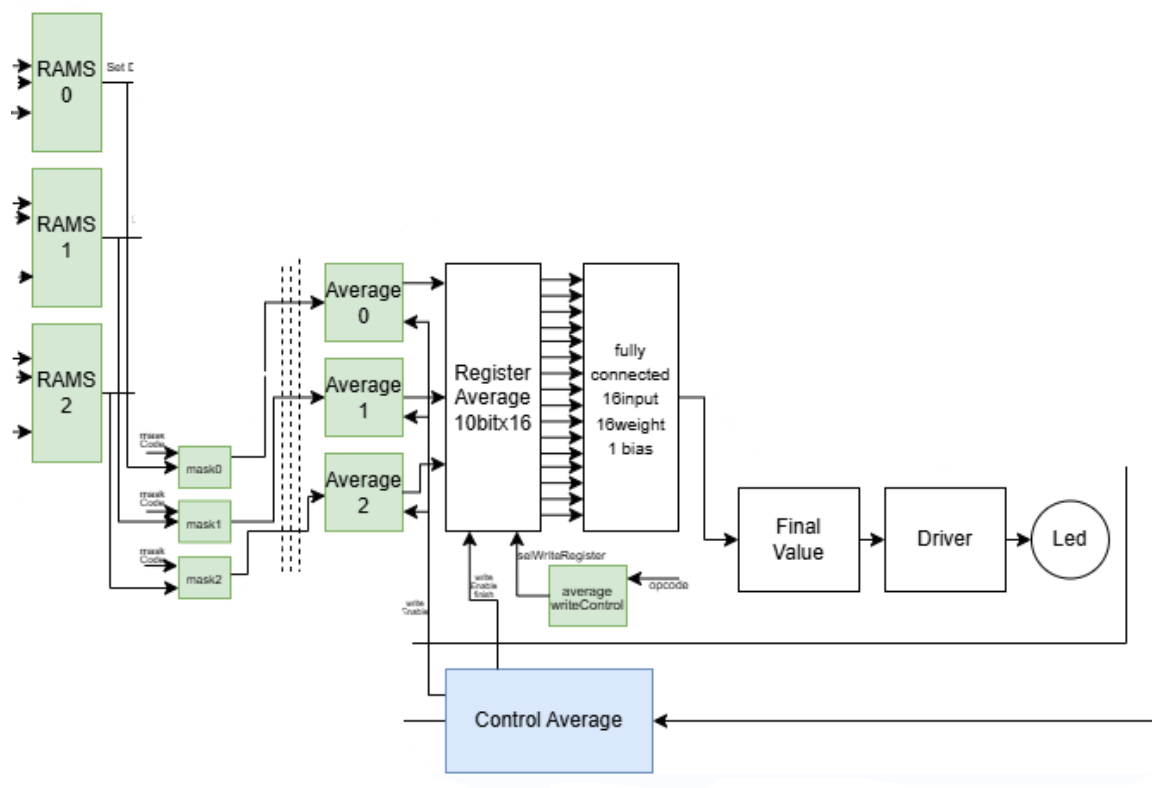 RAMS
0
Set
RAMS
1
RAMS
2
mask
Code
mask0
mask
Code
mask1
mask
Code
mask2
Average
0
Average
1
Average
2
Register
Average
10bitx16
fully
connected
16input
16weight
1 bias
Final
Value
Driver
Led
selWriteRegister
write
Enable
finish
average
writeControl
opcode
write
Enable
Control Average